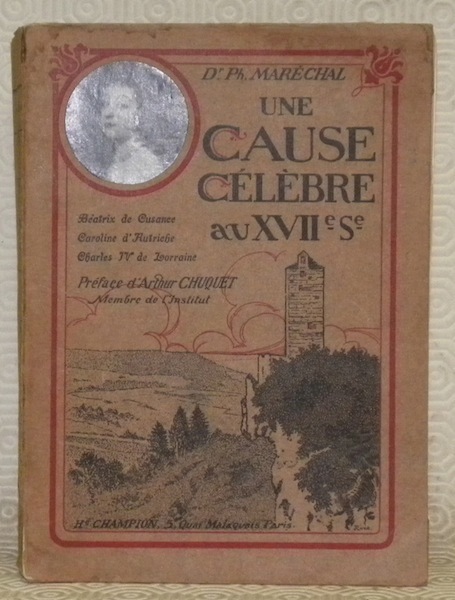 Dr. Ph. MARÉCHAL
UNE
CAUSE
CÉLÈBRE
au XVIIe Se
Béatrix de Cusance
Caroline d'Autriche
Charles IV de Lorraine
Préface d'Arthur CHUQUET
Membre de l'Institut
Hé CHAMPION, 5, Quai Malaquais Paris.